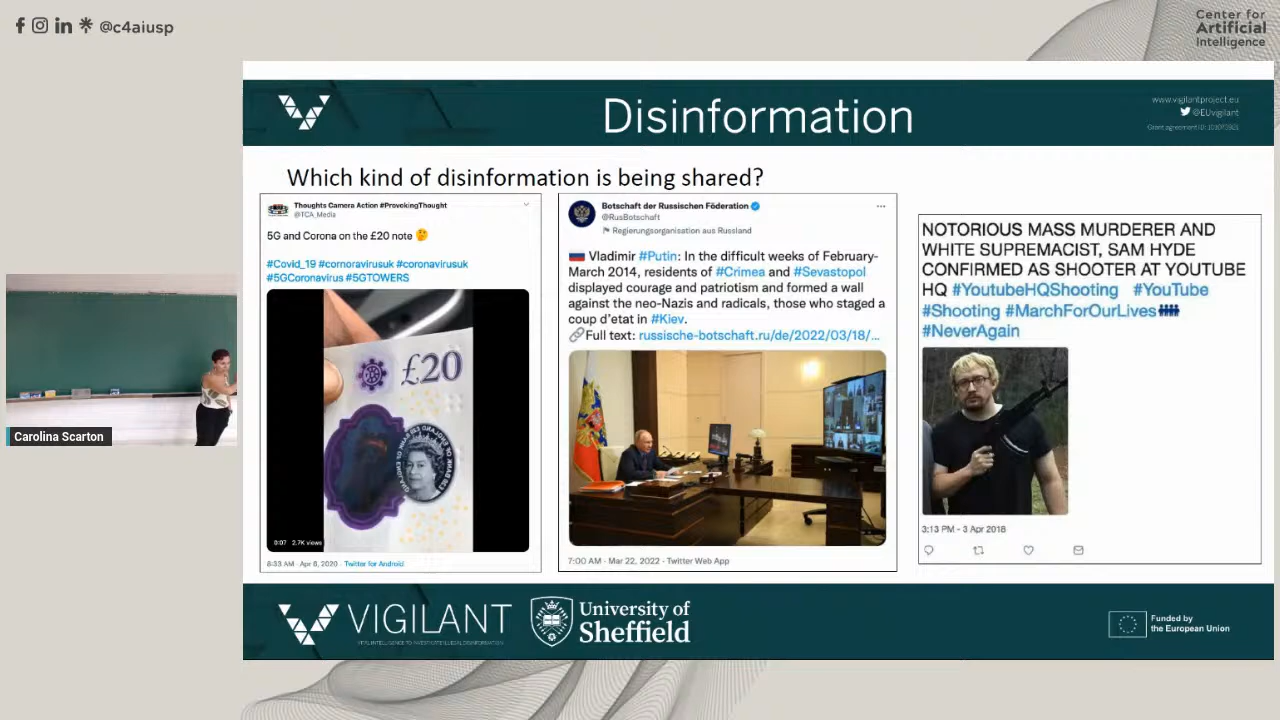 @c4aiusp
Center for
Artificial
Intelligence
Disinformation
www.vigilantproject.eu
@EUvigilant
Grant agreement ID: 101073921
Which kind of disinformation is being shared?
Thoughts Camera Action #ProvokingThought
@TCA_Media
5G and Corona on the £20 note
#Covid_19 #cornoravirusuk #coronavirusuk
#5GCoronavirus #5GTOWERS
£20
0:07 2.7K views
8:33 AM · Apr 8, 2020 · Twitter for Android
Botschaft der Russischen Föderation
@RusBotschaft
Regierungsorganisation aus Russland
Vladimir #Putin: In the difficult weeks of February-
March 2014, residents of #Crimea and #Sevastopol
displayed courage and patriotism and formed a wall
against the neo-Nazis and radicals, those who staged a
coup d'etat in #Kiev.
Full text: russische-botschaft.ru/de/2022/03/18/...
7:00 AM · Mar 22, 2022 · Twitter Web App
NOTORIOUS MASS MURDERER AND
WHITE SUPREMACIST, SAM HYDE
CONFIRMED AS SHOOTER AT YOUTUBE
HQ #YoutubeHQShooting #YouTube
#Shooting #MarchForOurLives
#NeverAgain
3:13 PM - 3 Apr 2018
Carolina Scarton
VIGILANT
University of
Sheffield
Funded by
the European Union